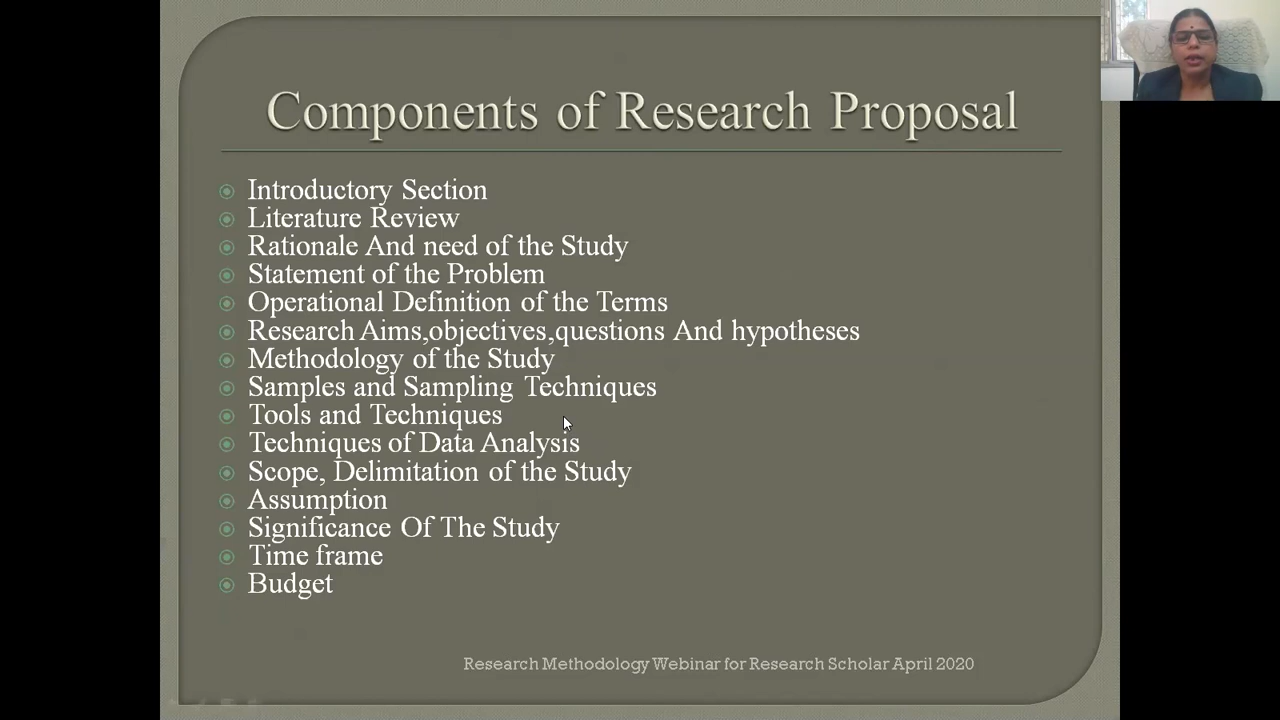 Components of Research Proposal
Introductory Section
Literature Review
Rationale And need of the Study
Statement of the Problem
Operational Definition of the Terms
Research Aims,objectives,questions And hypotheses
Methodology of the Study
Samples and Sampling Techniques
Tools and Techniques
Techniques of Data Analysis
Scope, Delimitation of the Study
Assumption
Significance Of The Study
Time frame
Budget
Research Methodology Webinar for Research Scholar April 2020